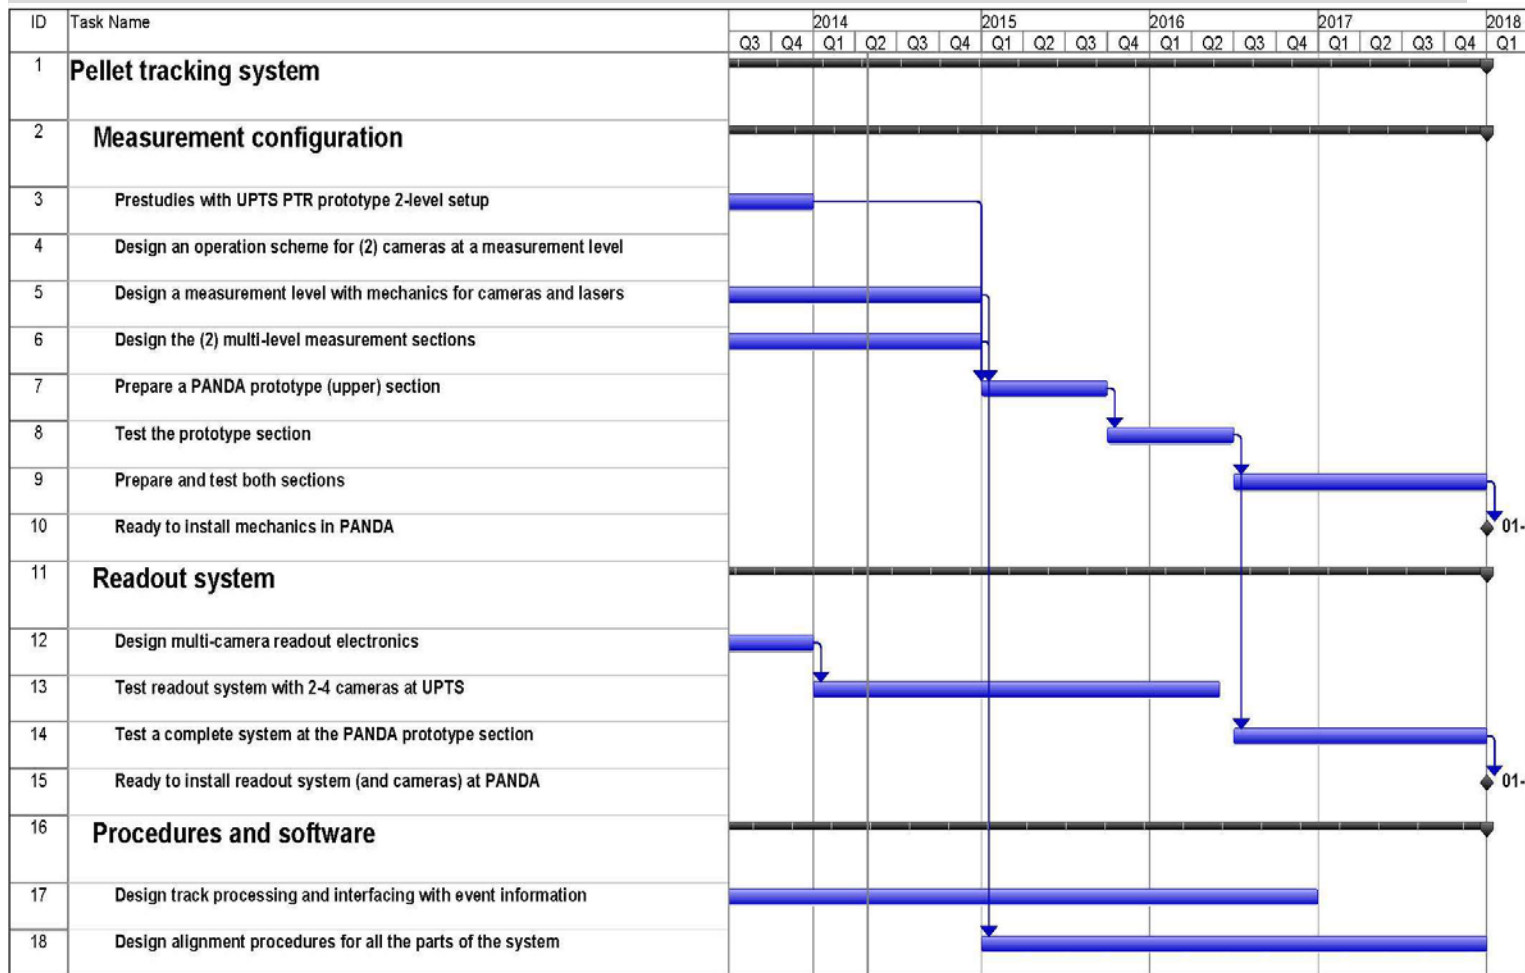 ID Task Name 2014 2015 2016 2017 2018
Q3 Q4 Q1 Q2 Q3 Q4 Q1 Q2 Q3 Q4 Q1 Q2 Q3 Q4 Q1 Q2 Q3 Q4 Q1
1 Pellet tracking system
2 Measurement configuration
3 Prestudies with UPTS PTR prototype 2-level setup
4 Design an operation scheme for (2) cameras at a measurement level
5 Design a measurement level with mechanics for cameras and lasers
6 Design the (2) multi-level measurement sections
7 Prepare a PANDA prototype (upper) section
8 Test the prototype section
9 Prepare and test both sections
10 Ready to install mechanics in PANDA 01-
11 Readout system
12 Design multi-camera readout electronics
13 Test readout system with 2-4 cameras at UPTS
14 Test a complete system at the PANDA prototype section
15 Ready to install readout system (and cameras) at PANDA 01-
16 Procedures and software
17 Design track processing and interfacing with event information
18 Design alignment procedures for all the parts of the system